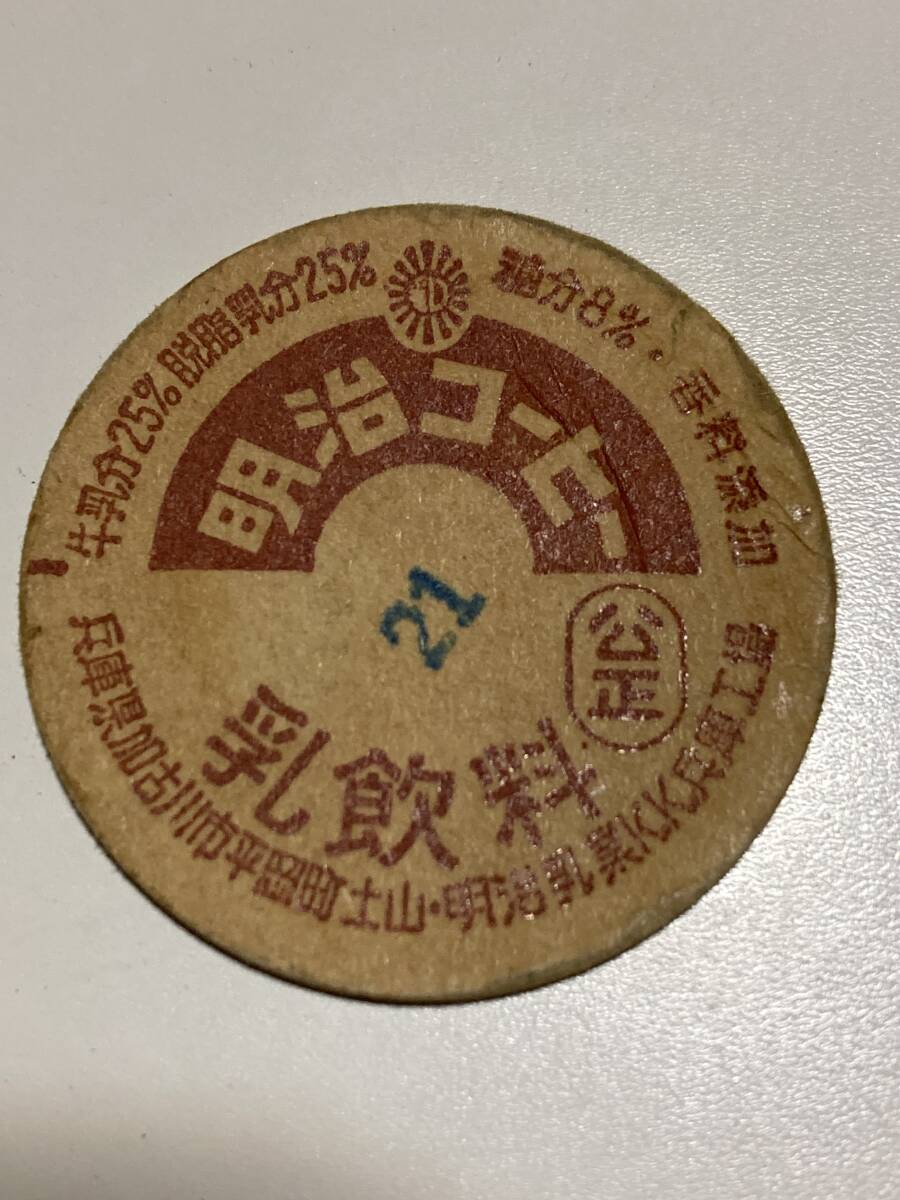 牛乳分25%脱脂乳分25%
糖分8%・香料添加
明治コーヒー
21
公正
乳飲料
兵庫県加古川市平岡町土山・明治乳業KK兵庫工場